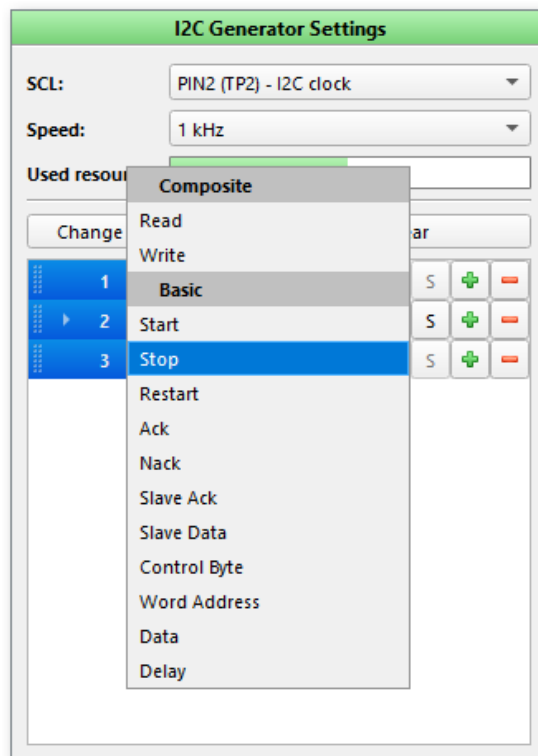 I2C Generator Settings
SCL: PIN2 (TP2) - I2C clock
Speed: 1 kHz
Used resour
Composite
Read
Change ar
Write
1 S
Basic
2 Start S
3 Stop S
Restart
Ack
Nack
Slave Ack
Slave Data
Control Byte
Word Address
Data
Delay